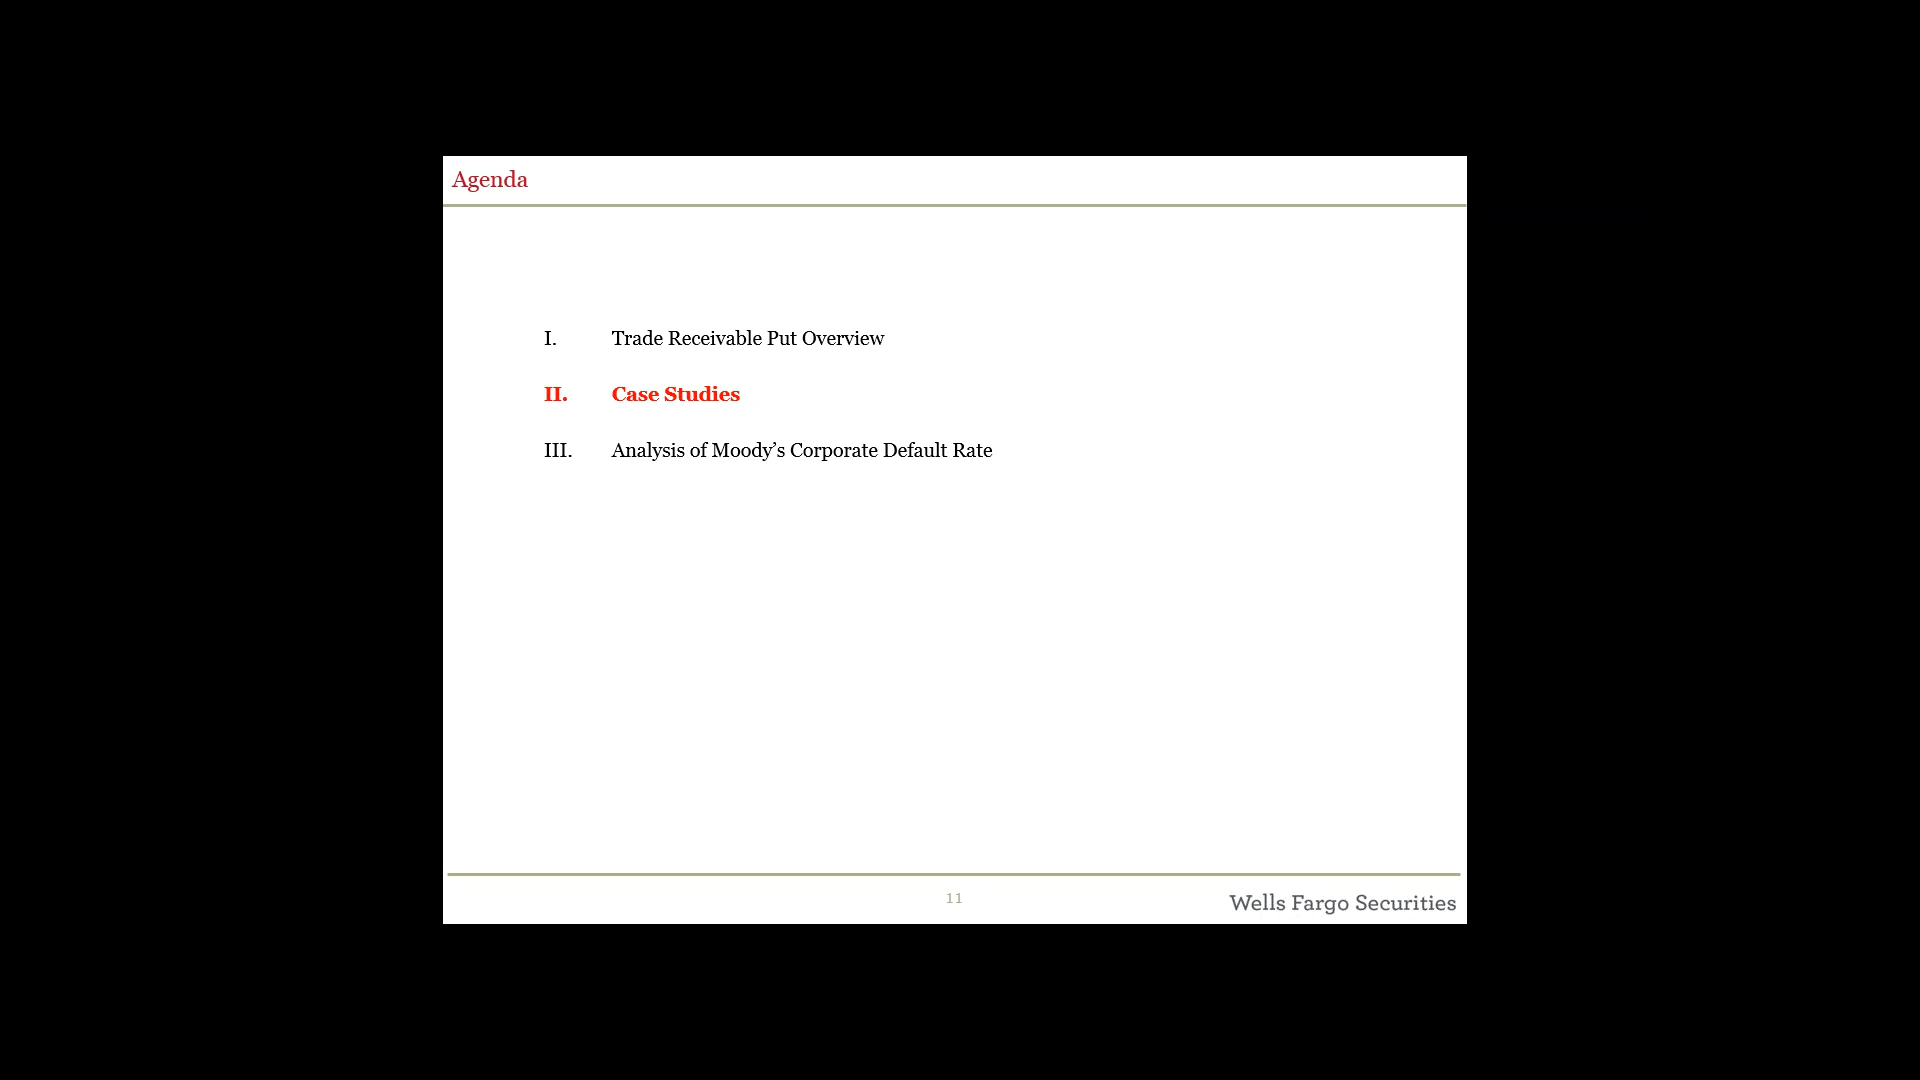 Agenda
I. Trade Receivable Put Overview
II. Case Studies
III. Analysis of Moody’s Corporate Default Rate
11
Wells Fargo Securities